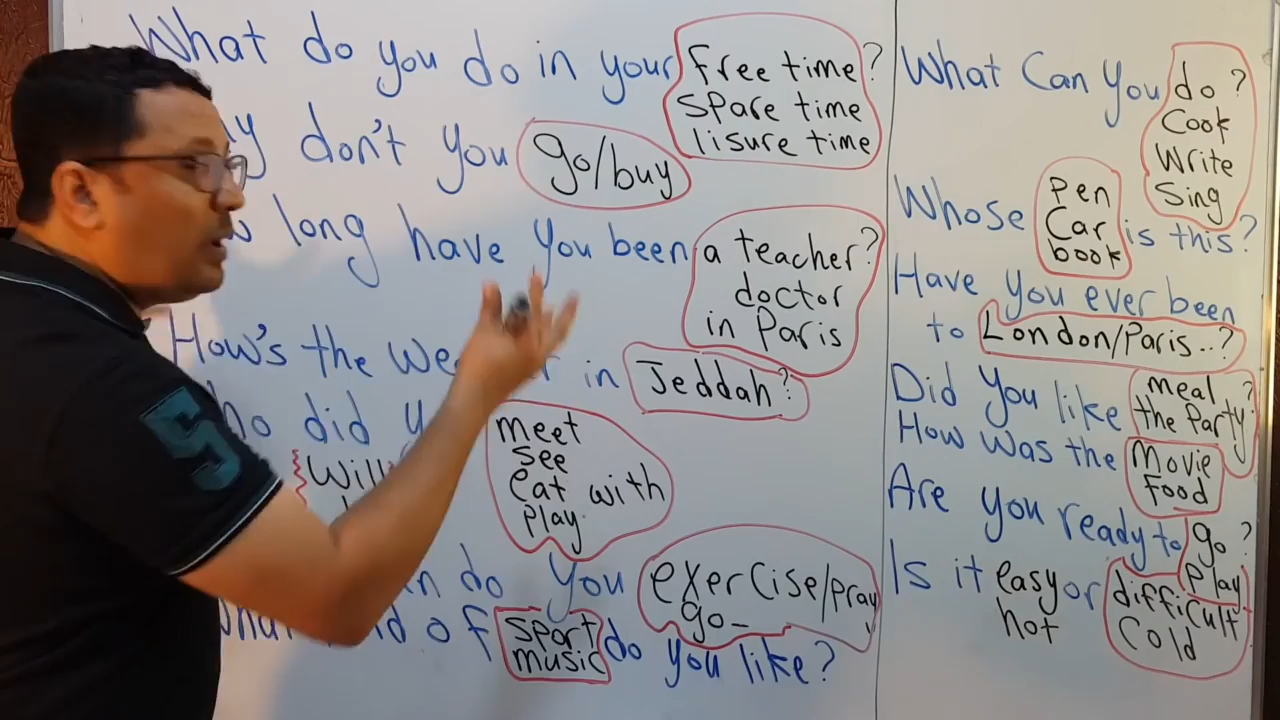 What do you do in your free time?
spare time
lisure time
don't you go/buy
long have you been a teacher?
doctor
in Paris
How's the in Jeddah?
did
meet
see
eat with
play
Will
do you exercise/pray
go_
of sport do you like?
music
What Can You do?
Cook
Write
Sing
Whose pen is this?
Car
book
Have you ever been
to London/Paris..?
Did You like meal
the Party?
How was the Movie
food
Are you ready to go?
Play
Is it easy or difficult
hot Cold
5